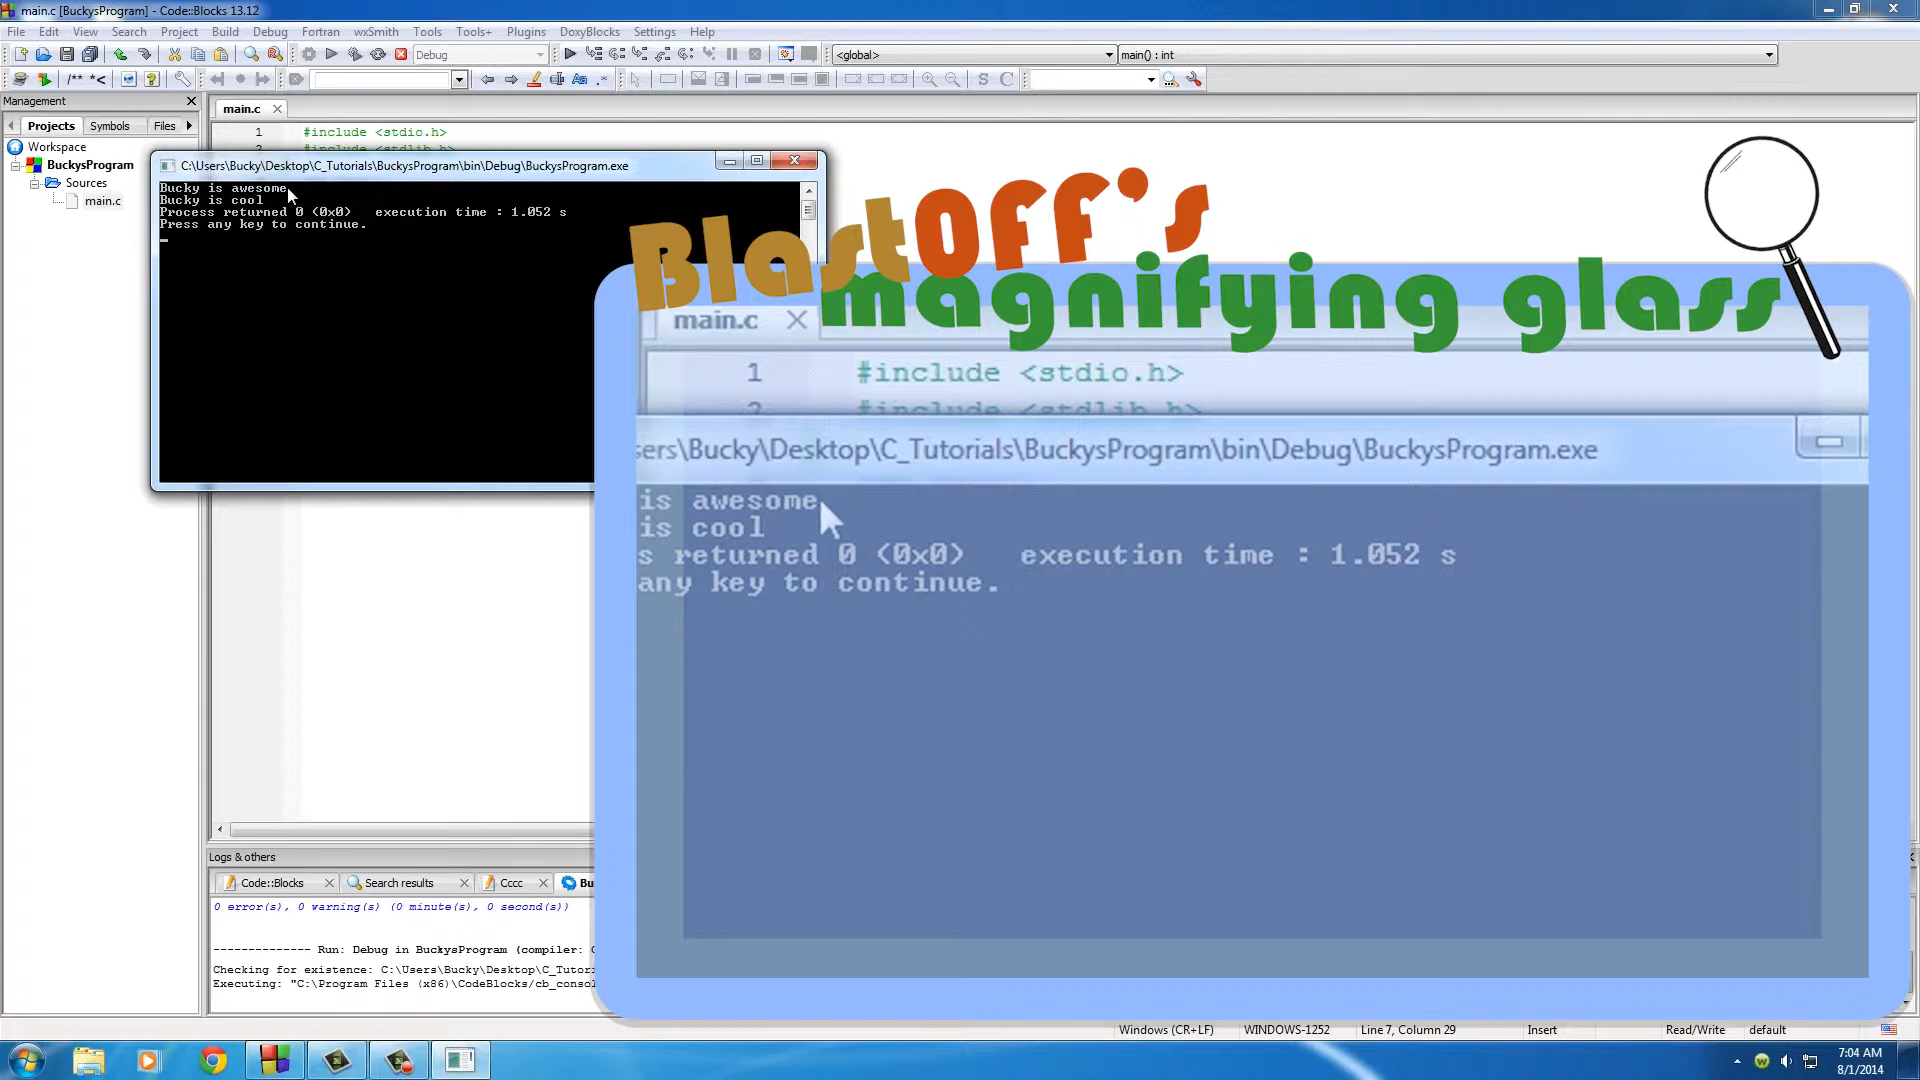 main.c [BuckysProgram] - Code::Blocks 13.12
File Edit View Search Project Build Debug Fortran wxSmith Tools Tools+ Plugins DoxyBlocks Settings Help
Debug
<global>
main() : int
/** *<
Aa .*
S C
Management
main.c
Projects Symbols Files
Workspace
BuckysProgram
Sources
main.c
1 #include <stdio.h>
C:\Users\Bucky\Desktop\C_Tutorials\BuckysProgram\bin\Debug\BuckysProgram.exe
Bucky is awesome
Bucky is cool
Process returned 0 (0x0) execution time : 1.052 s
Press any key to continue.
BlastOFF's
magnifying glass
main.c
1 #include <stdio.h>
2 #include <stdlib.h>
sers\Bucky\Desktop\C_Tutorials\BuckysProgram\bin\Debug\BuckysProgram.exe
is awesome
is cool
s returned 0 (0x0) execution time : 1.052 s
any key to continue.
Logs & others
Code::Blocks Search results Cccc Bu
0 error(s), 0 warning(s) (0 minute(s), 0 second(s))
-------------- Run: Debug in BuckysProgram (compiler:
Checking for existence: C:\Users\Bucky\Desktop\C_Tutori
Executing: "C:\Program Files (x86)\CodeBlocks/cb_consol
Windows (CR+LF) WINDOWS-1252 Line 7, Column 29 Insert Read/Write default
7:04 AM
8/1/2014